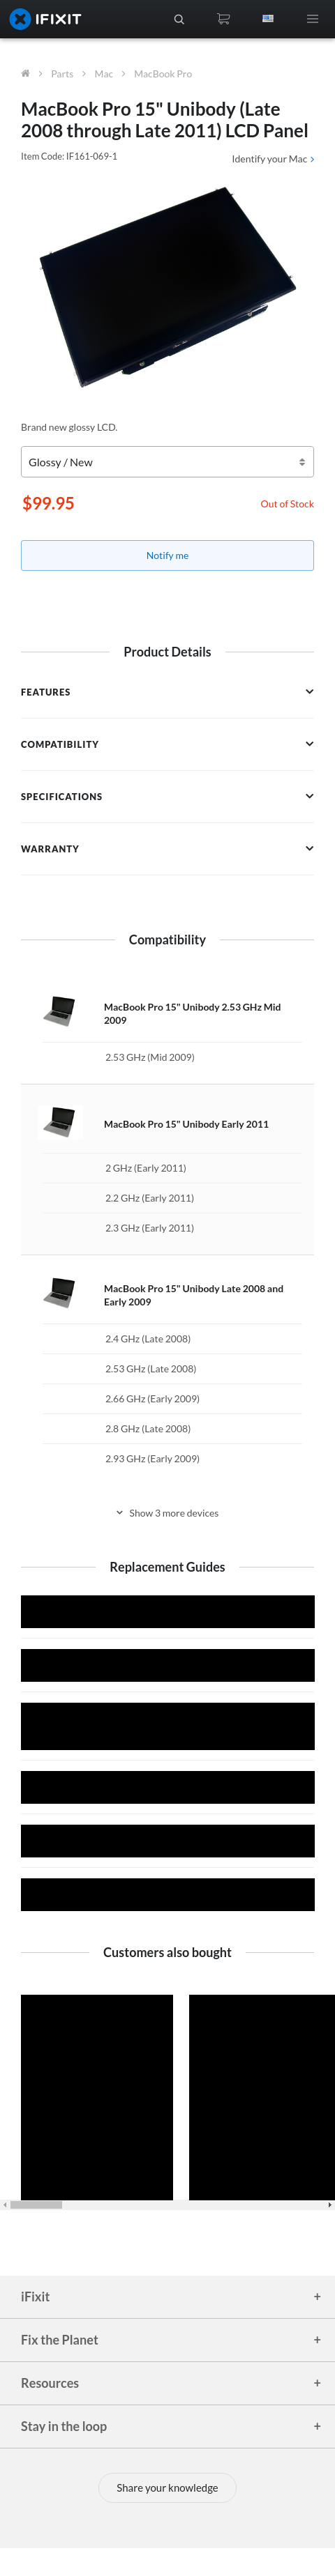 IFIXIT
Parts
Mac
MacBook Pro
MacBook Pro 15" Unibody (Late
2008 through Late 2011) LCD Panel
Item Code: IF161-069-1
Identify your Mac
Brand new glossy LCD.
Glossy / New
$99.95
Out of Stock
Notify me
Product Details
FEATURES
COMPATIBILITY
SPECIFICATIONS
WARRANTY
Compatibility
MacBook Pro 15" Unibody 2.53 GHz Mid
2009
2.53 GHz (Mid 2009)
MacBook Pro 15" Unibody Early 2011
2 GHz (Early 2011)
2.2 GHz (Early 2011)
2.3 GHz (Early 2011)
MacBook Pro 15" Unibody Late 2008 and
Early 2009
2.4 GHz (Late 2008)
2.53 GHz (Late 2008)
2.66 GHz (Early 2009)
2.8 GHz (Late 2008)
2.93 GHz (Early 2009)
Show 3 more devices
Replacement Guides
Customers also bought
iFixit
+
Fix the Planet
+
Resources
+
Stay in the loop
+
Share your knowledge